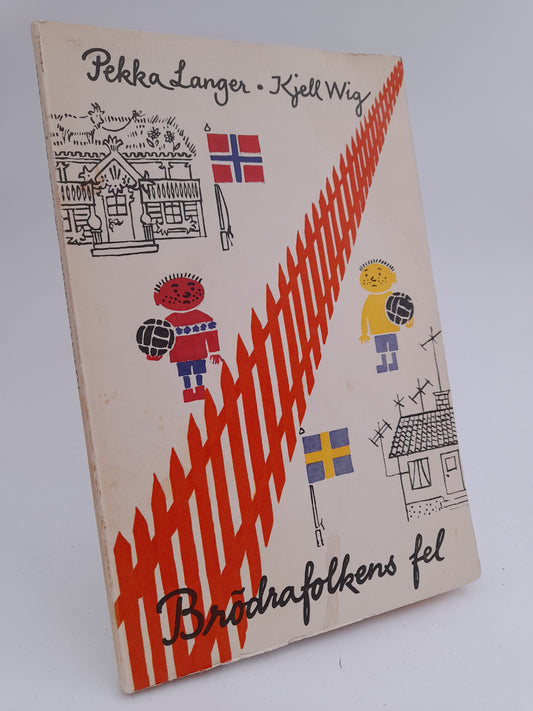 Pekka Langer • Kjell Wig
Brödrafolkens fel